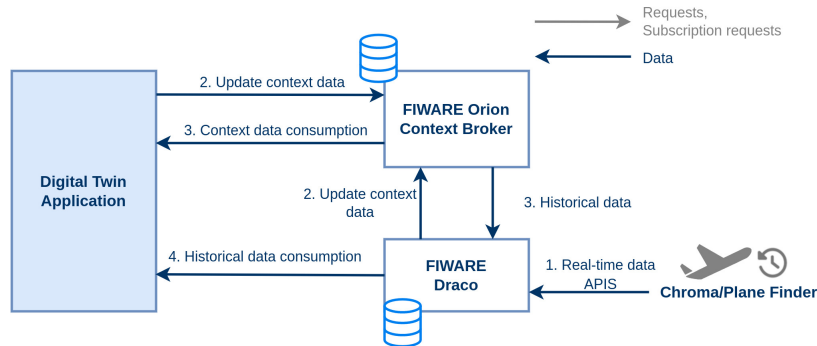 Requests,
Subscription requests
Data
2. Update context data
FIWARE Orion
Context Broker
3. Context data consumption
Digital Twin
Application
2. Update context
data
3. Historical data
4. Historical data consumption
FIWARE
Draco
1. Real-time data
APIS
Chroma/Plane Finder